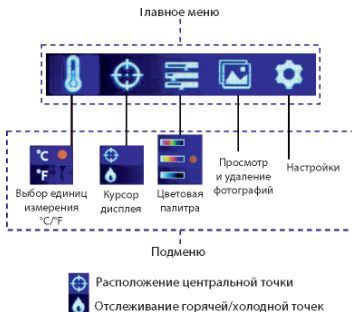 Главное меню
°C
°F
Выбор единиц
измерения
°C/°F
Курсор
дисплея
Цветовая
палитра
Просмотр
и удаление
фотографий
Настройки
Подменю
Расположение центральной точки
Отслеживание горячей/холодной точек